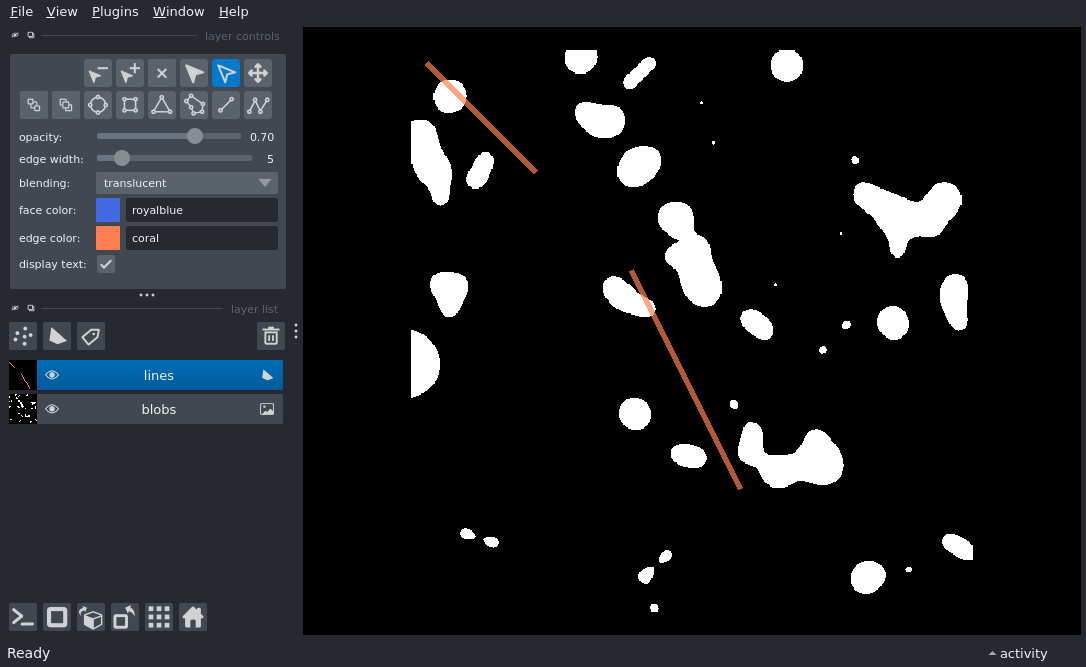 File View Plugins Window Help
layer controls
opacity: 0.70
edge width: 5
blending: translucent
face color: royalblue
edge color: coral
display text:
layer list
lines
blobs
Ready
activity